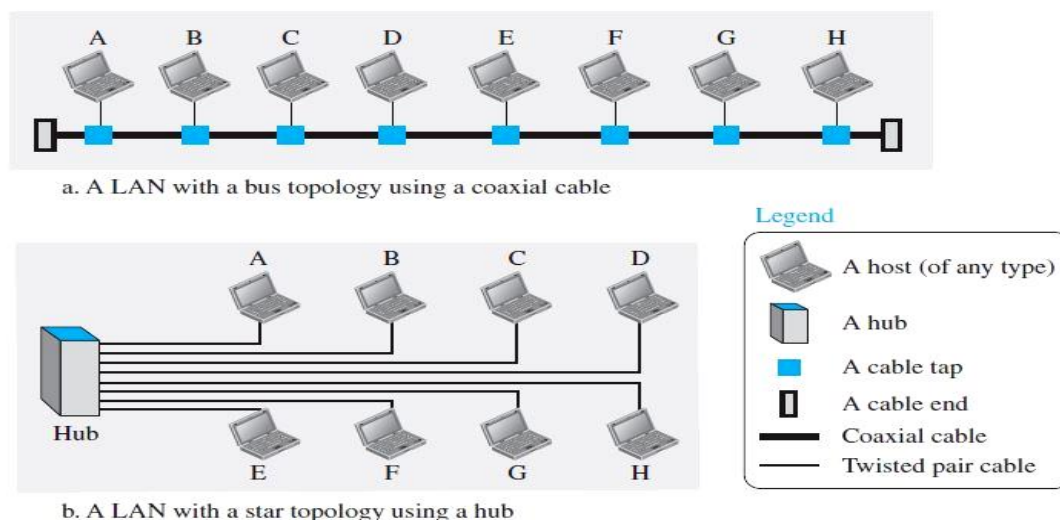 A B C D E F G H
a. A LAN with a bus topology using a coaxial cable
A B C D
Hub
E F G H
b. A LAN with a star topology using a hub
Legend
A host (of any type)
A hub
A cable tap
A cable end
Coaxial cable
Twisted pair cable